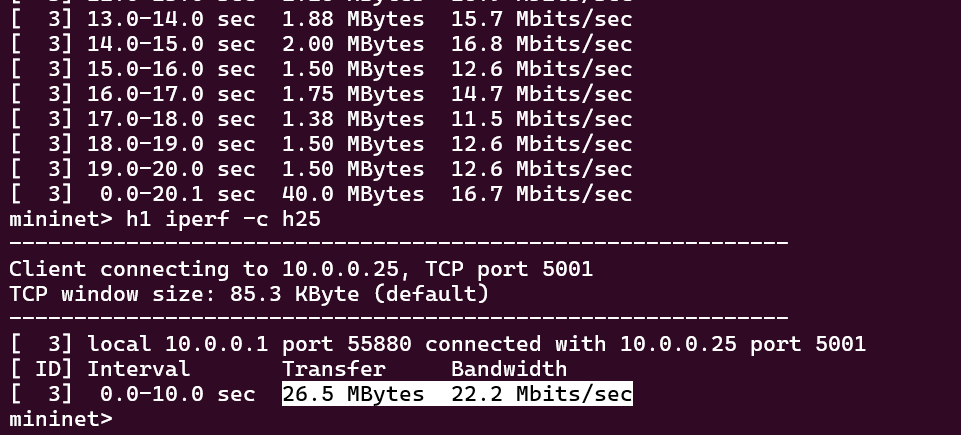 [  3] 13.0-14.0 sec  1.88 MBytes  15.7 Mbits/sec
[  3] 14.0-15.0 sec  2.00 MBytes  16.8 Mbits/sec
[  3] 15.0-16.0 sec  1.50 MBytes  12.6 Mbits/sec
[  3] 16.0-17.0 sec  1.75 MBytes  14.7 Mbits/sec
[  3] 17.0-18.0 sec  1.38 MBytes  11.5 Mbits/sec
[  3] 18.0-19.0 sec  1.50 MBytes  12.6 Mbits/sec
[  3] 19.0-20.0 sec  1.50 MBytes  12.6 Mbits/sec
[  3]  0.0-20.1 sec  40.0 MBytes  16.7 Mbits/sec
mininet> h1 iperf -c h25
------------------------------------------------------------
Client connecting to 10.0.0.25, TCP port 5001
TCP window size: 85.3 KByte (default)
------------------------------------------------------------
[  3] local 10.0.0.1 port 55880 connected with 10.0.0.25 port 5001
[ ID] Interval       Transfer     Bandwidth
[  3]  0.0-10.0 sec  26.5 MBytes  22.2 Mbits/sec
mininet>